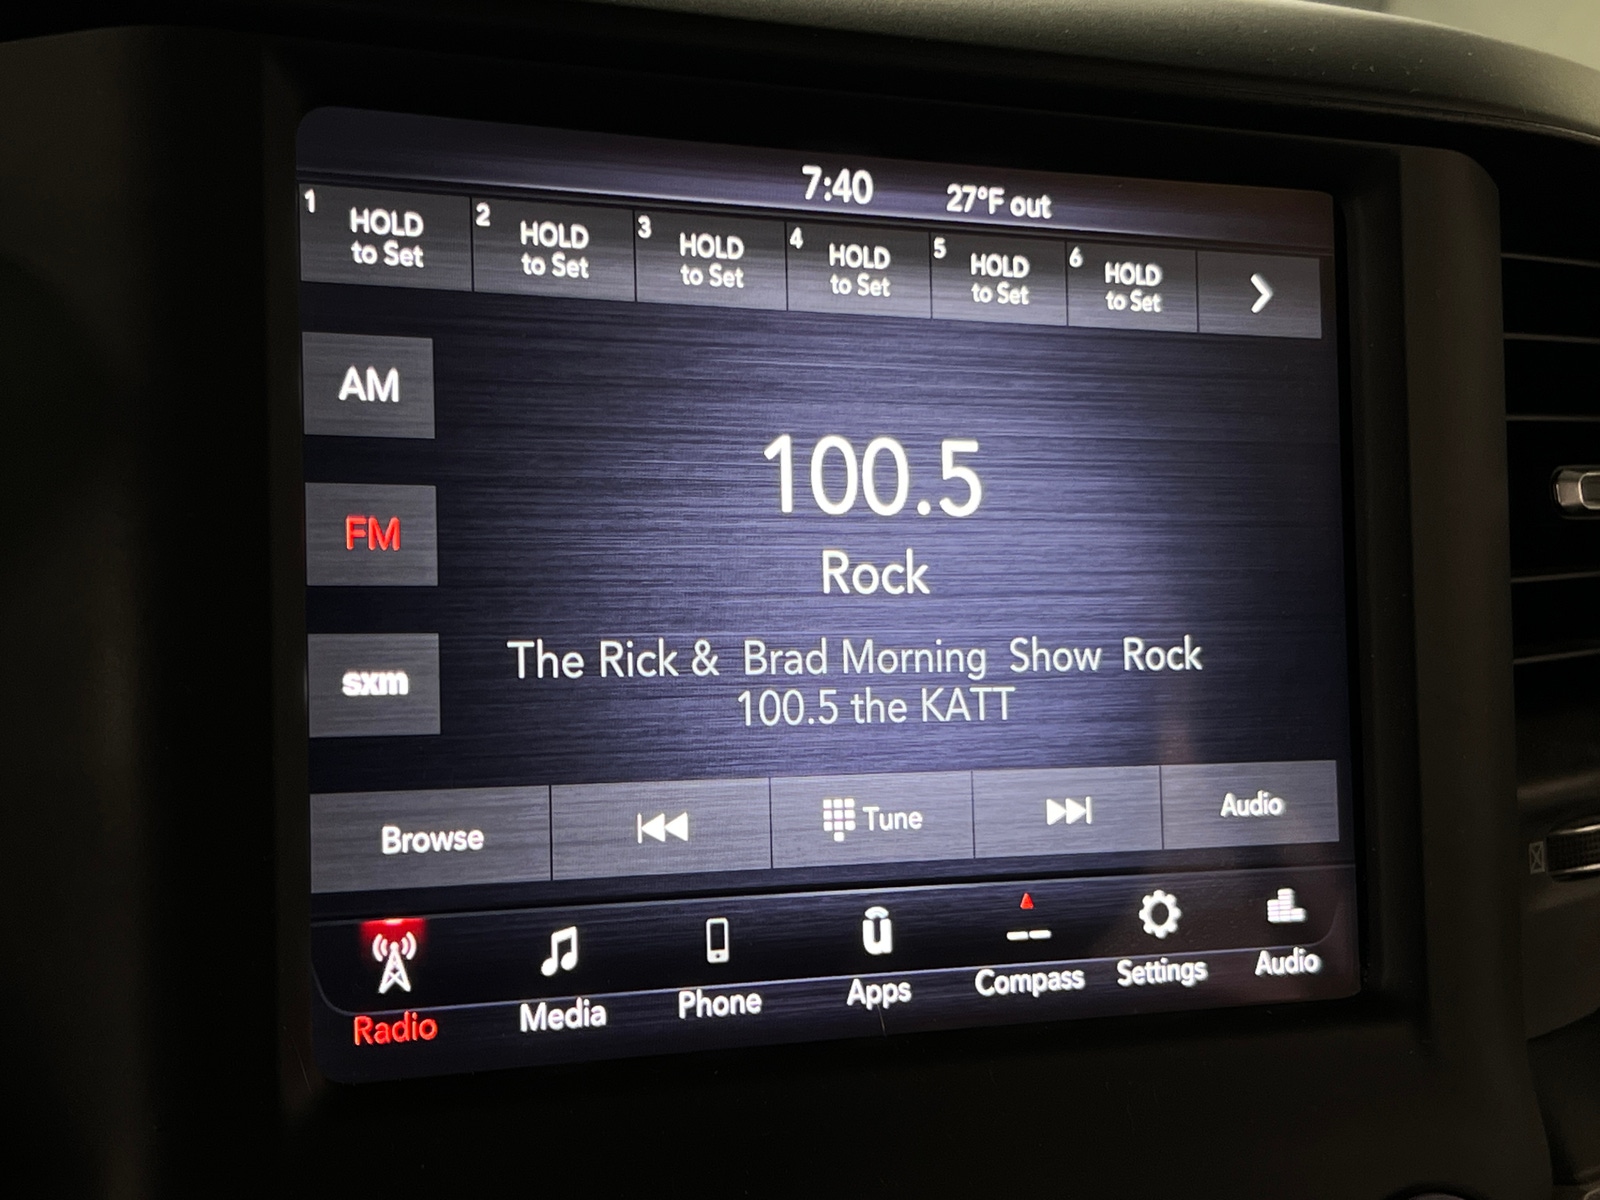 7:40 27°F out
1 HOLD to Set
2 HOLD to Set
3 HOLD to Set
4 HOLD to Set
5 HOLD to Set
6 HOLD to Set
AM
100.5
FM
Rock
The Rick & Brad Morning Show Rock
sxm
100.5 the KATT
Browse Tune Audio
Radio Media Phone Apps Compass Settings Audio